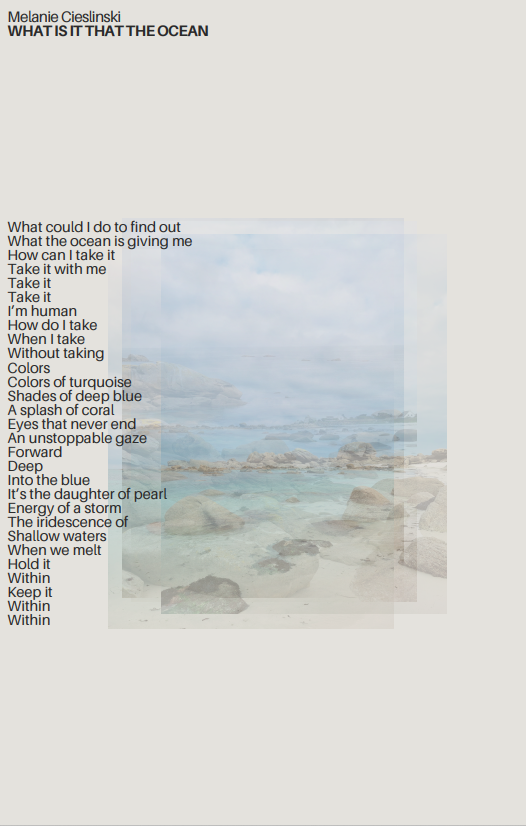 Melanie Cieslinski
WHAT IS IT THAT THE OCEAN
What could I do to find out
What the ocean is giving me
How can I take it
Take it with me
Take it
Take it
I'm human
How do I take
When I take
Without taking
Colors
Colors of turquoise
Shades of deep blue
A splash of coral
Eyes that never end
An unstoppable gaze
Forward
Deep
Into the blue
It's the daughter of pearl
Energy of a storm
The iridescence of
Shallow waters
When we melt
Hold it
Within
Keep it
Within
Within